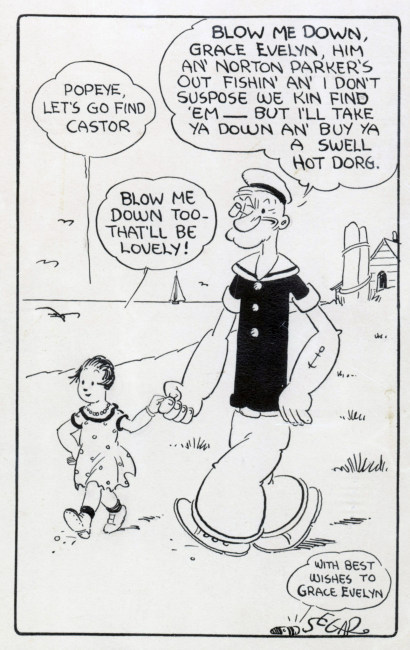 POPEYE,
LET'S GO FIND
CASTOR
BLOW ME DOWN,
GRACE EVELYN, HIM
AN' NORTON PARKER'S
OUT FISHIN' AN' I DON'T
SUSPOSE WE KIN FIND
'EM — BUT I'LL TAKE
YA DOWN AN' BUY YA
A SWELL
HOT DORG.
BLOW ME
DOWN TOO-
THAT'LL BE
LOVELY!
WITH BEST
WISHES TO
GRACE EVELYN
SEGAR